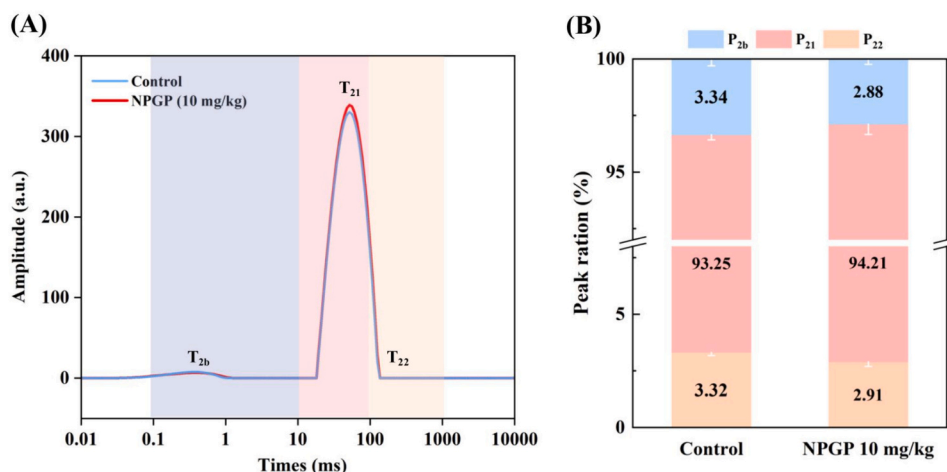 (A)
400
300
200
100
0
Amplitude (a.u.)
Control
NPGP (10 mg/kg)
T21
T2b
T22
0.01
0.1
1
10
100
1000
10000
Times (ms)
(B)
P2b
P21
P22
100
95
5
0
Peak ration (%)
3.34
2.88
93.25
94.21
3.32
2.91
Control
NPGP 10 mg/kg